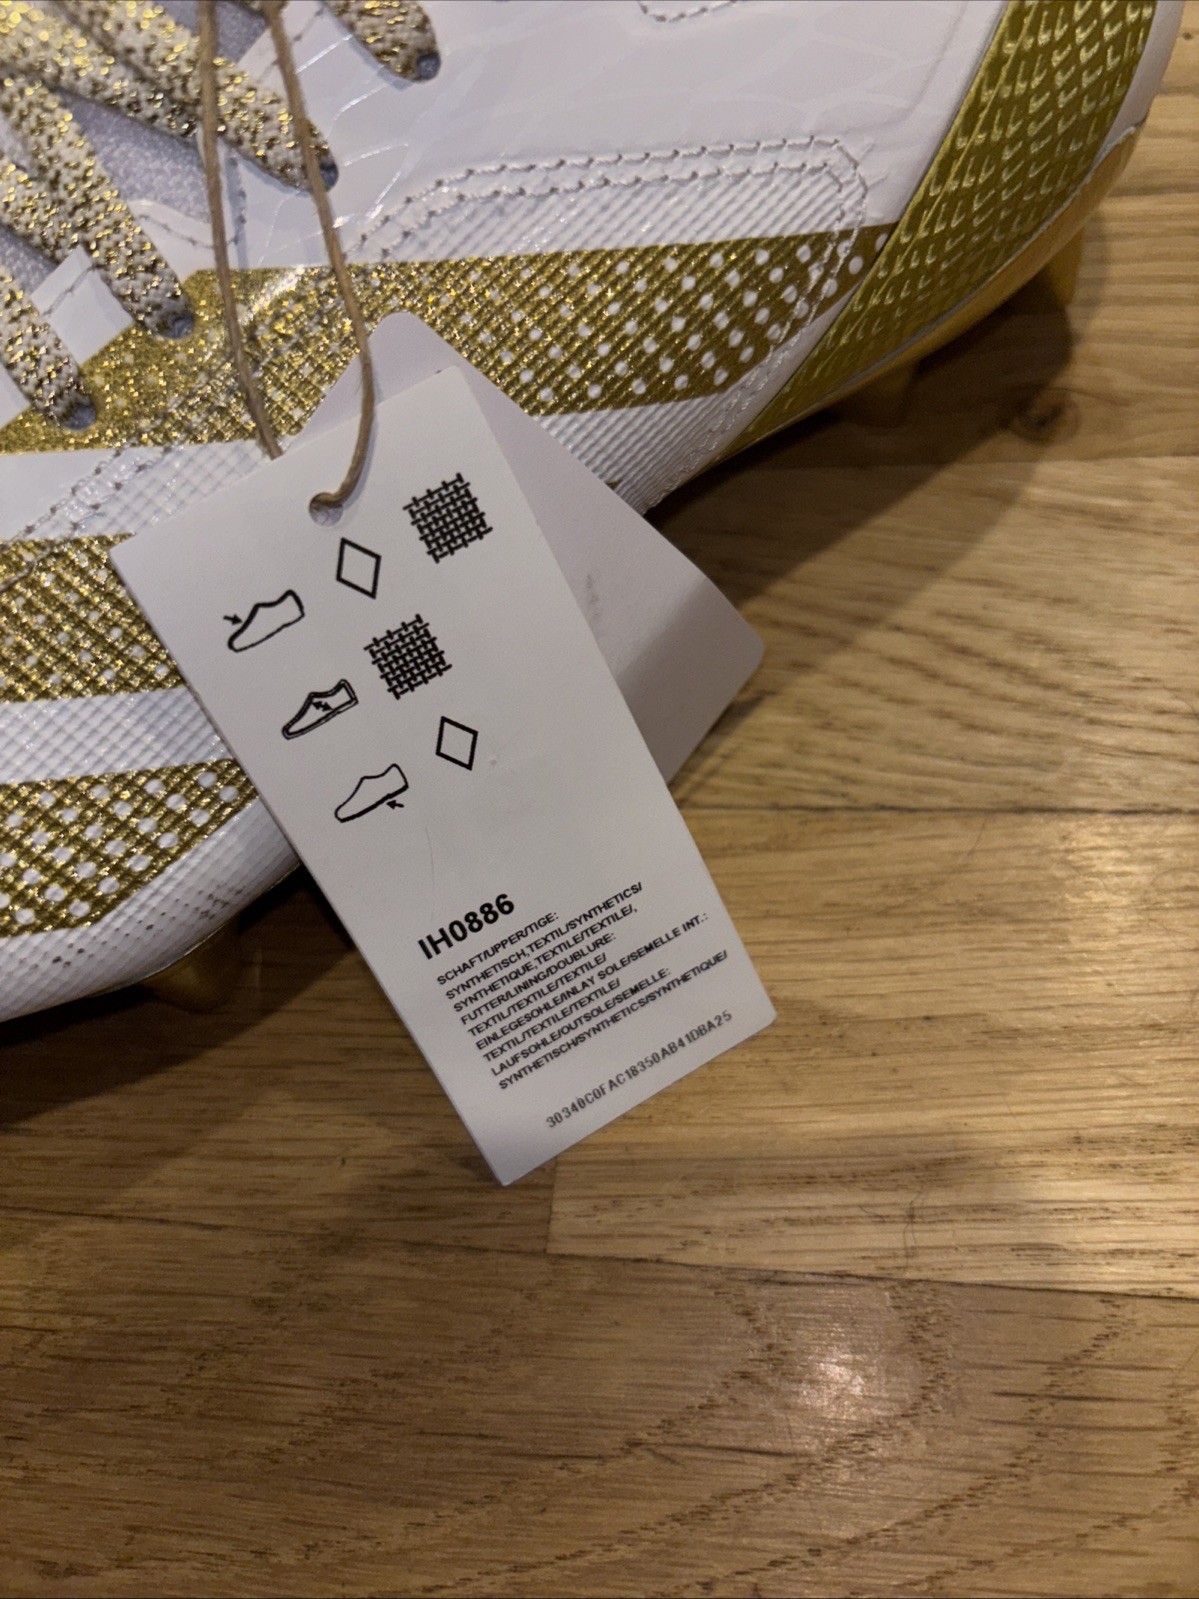 IH0886
SCHAFT/UPPER/TIGE:
SYNTHETISCH,TEXTIL/SYNTHETICS/
SYNTHETIQUE,TEXTILE/TEXTILE/,
FUTTER/LINING/DOUBLURE:
TEXTIL/TEXTILE/TEXTILE/
EINLEGESOHLE/INLAY SOLE/SEMELLE INT.:
TEXTIL/TEXTILE/TEXTILE/
LAUFSOHLE/OUTSOLE/SEMELLE:
SYNTHETISCH/SYNTHETICS/SYNTHETIQUE/
30340C0FAC18350AB41DBA25